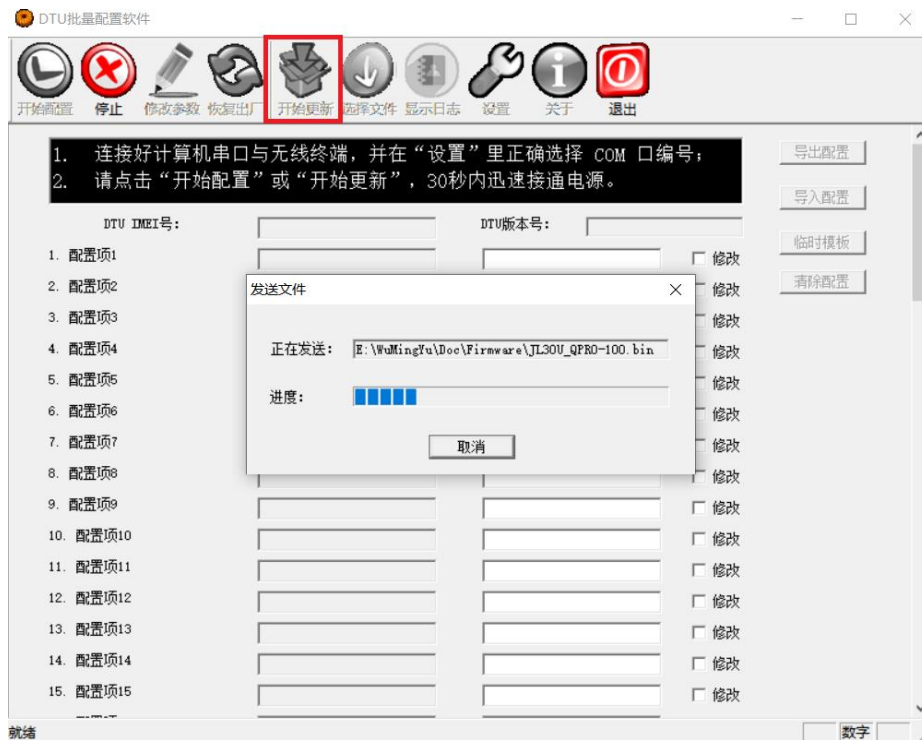 DTU批量配置软件
开始配置 停止 修改参数 恢复出厂 开始更新 选择文件 显示日志 设置 关于 退出
1. 连接好计算机串口与无线终端，并在“设置”里正确选择 COM 口编号；
2. 请点击“开始配置”或“开始更新”，30秒内迅速接通电源。
导出配置
导入配置
临时模板
清除配置
DTU IMEI号： DTU版本号：
1. 配置项1 修改
2. 配置项2 修改
3. 配置项3 修改
4. 配置项4 修改
5. 配置项5 修改
6. 配置项6 修改
7. 配置项7 修改
8. 配置项8 修改
9. 配置项9 修改
10. 配置项10 修改
11. 配置项11 修改
12. 配置项12 修改
13. 配置项13 修改
14. 配置项14 修改
15. 配置项15 修改
发送文件
正在发送： E:\WuMingYu\Doc\Firmware\JL30U_QPRO-100.bin
进度：
取消
就绪 数字